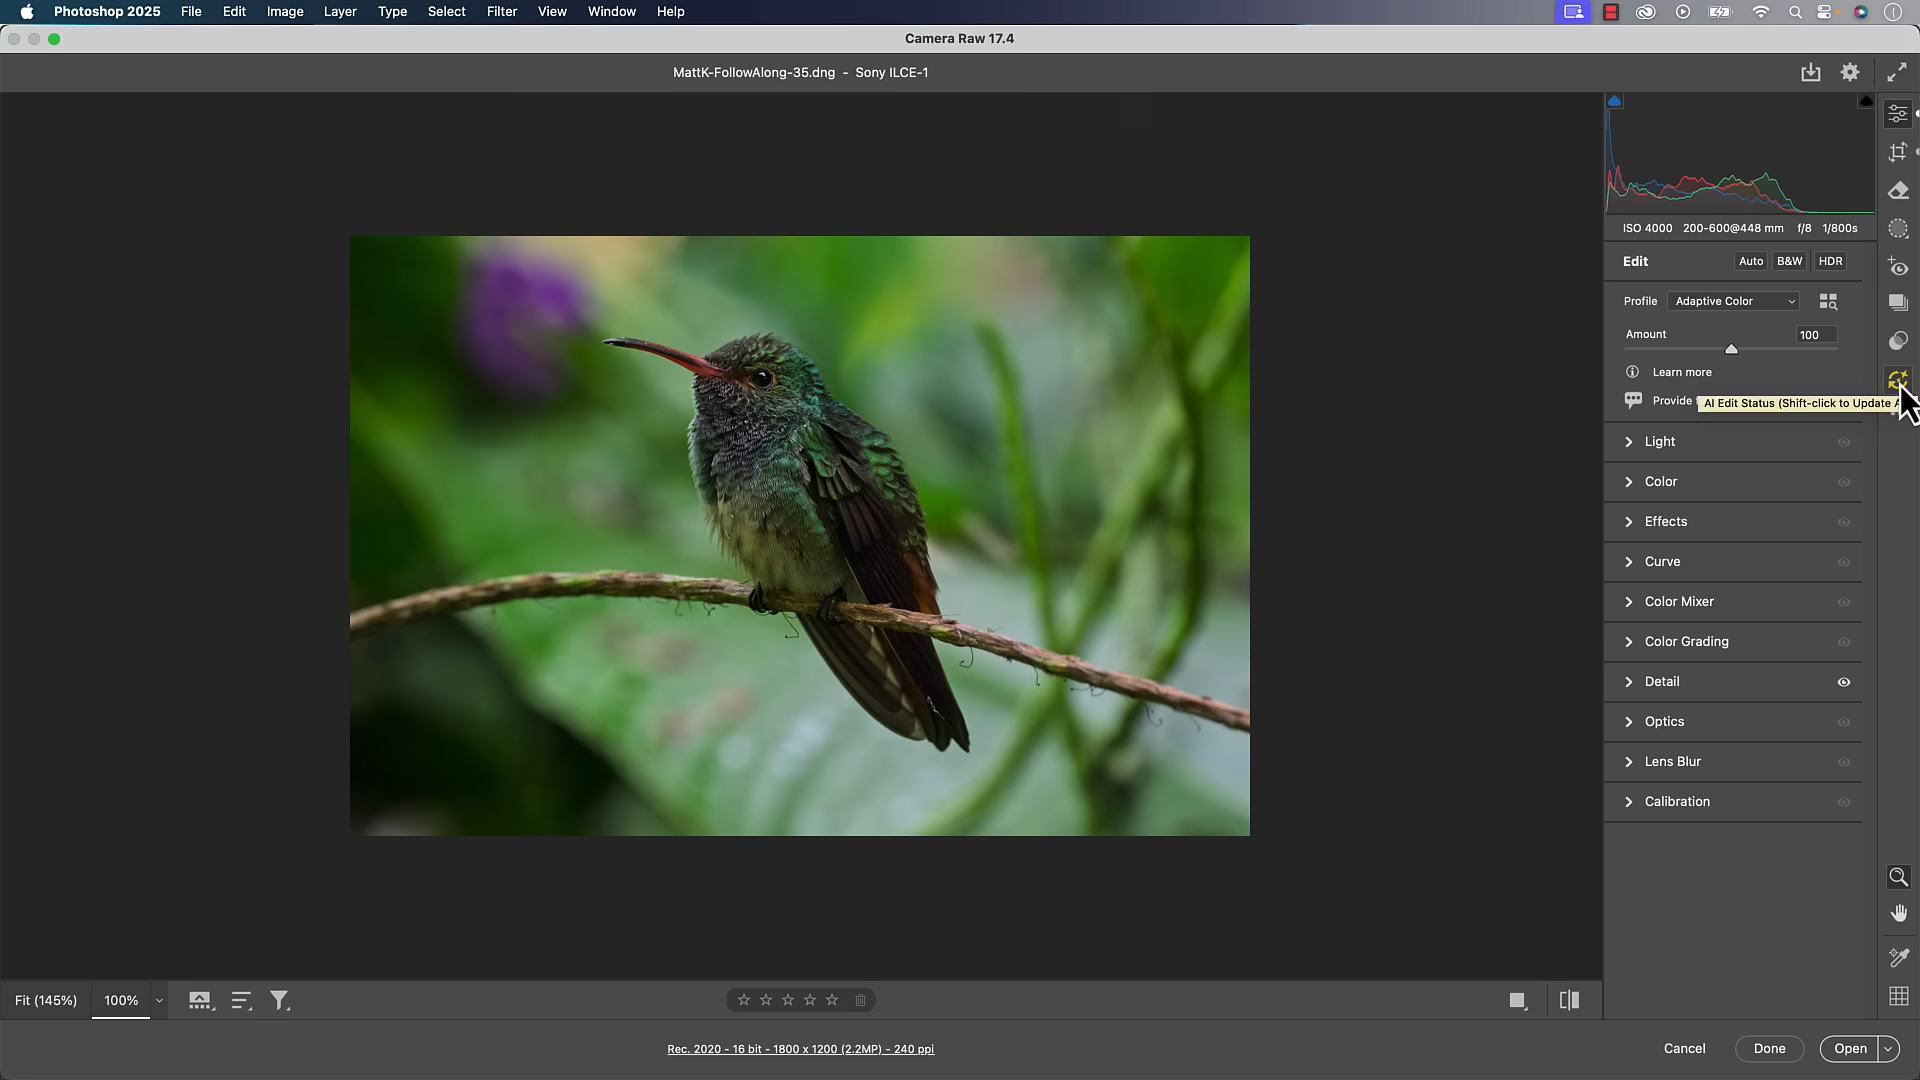 Photoshop 2025 File Edit Image Layer Type Select Filter View Window Help
Camera Raw 17.4
MattK-FollowAlong-35.dng - Sony ILCE-1
ISO 4000 200-600@448 mm f/8 1/800s
Edit Auto B&W HDR
Profile Adaptive Color
Amount 100
Learn more
Provide
AI Edit Status (Shift-click to Update
Light
Color
Effects
Curve
Color Mixer
Color Grading
Detail
Optics
Lens Blur
Calibration
Fit (145%) 100%
Rec. 2020 - 16 bit - 1800 x 1200 (2.2MP) - 240 ppi
Cancel Done Open